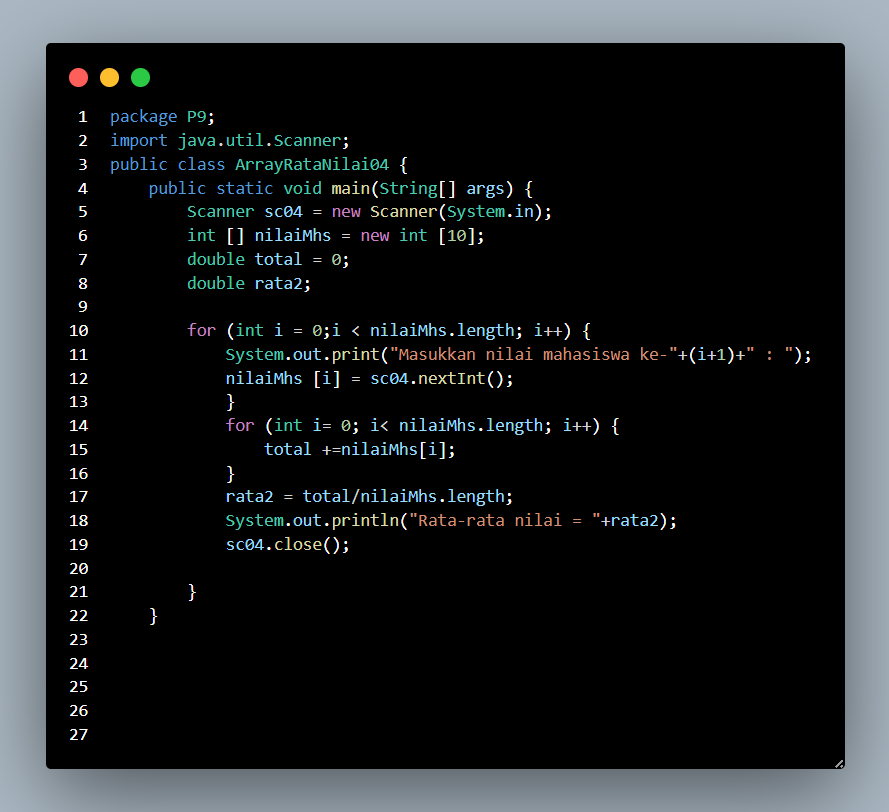 1 package P9;
2 import java.util.Scanner;
3 public class ArrayRataNilai04 {
4     public static void main(String[] args) {
5         Scanner sc04 = new Scanner(System.in);
6         int [] nilaiMhs = new int [10];
7         double total = 0;
8         double rata2;
9
10         for (int i = 0;i < nilaiMhs.length; i++) {
11             System.out.print("Masukkan nilai mahasiswa ke-"+(i+1)+" : ");
12             nilaiMhs [i] = sc04.nextInt();
13             }
14             for (int i= 0; i< nilaiMhs.length; i++) {
15                 total +=nilaiMhs[i];
16             }
17             rata2 = total/nilaiMhs.length;
18             System.out.println("Rata-rata nilai = "+rata2);
19             sc04.close();
20
21         }
22     }
23
24
25
26
27